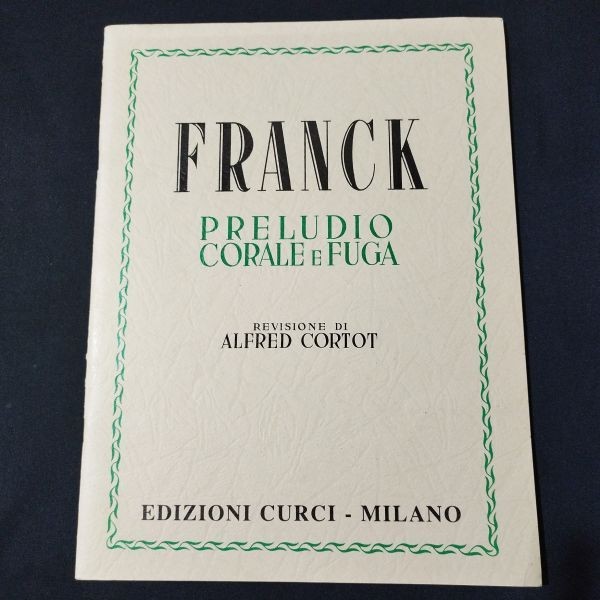 FRANCK
PRELUDIO
CORALE E FUGA
REVISIONE DI
ALFRED CORTOT
EDIZIONI CURCI - MILANO